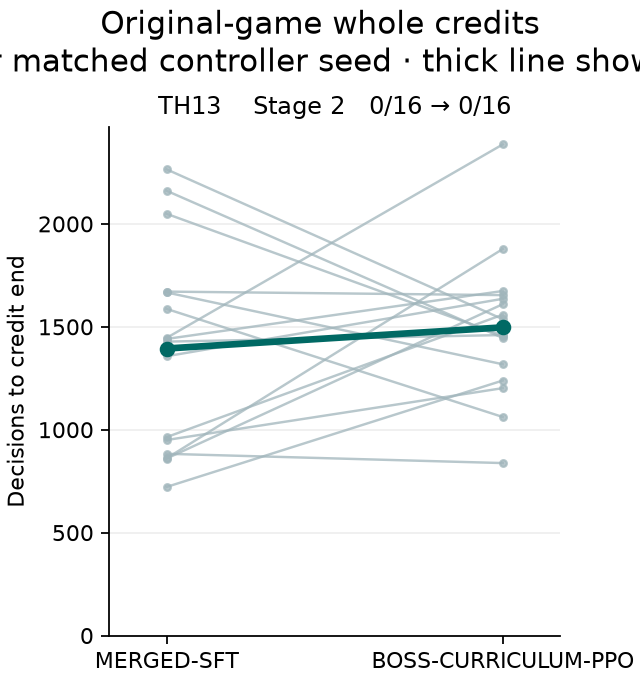 Original-game whole credits
matched controller seed · thick line
TH13 Stage 2 0/16 → 0/16
2000
1500
1000
500
0
Decisions to credit end
MERGED-SFT
BOSS-CURRICULUM-PPO